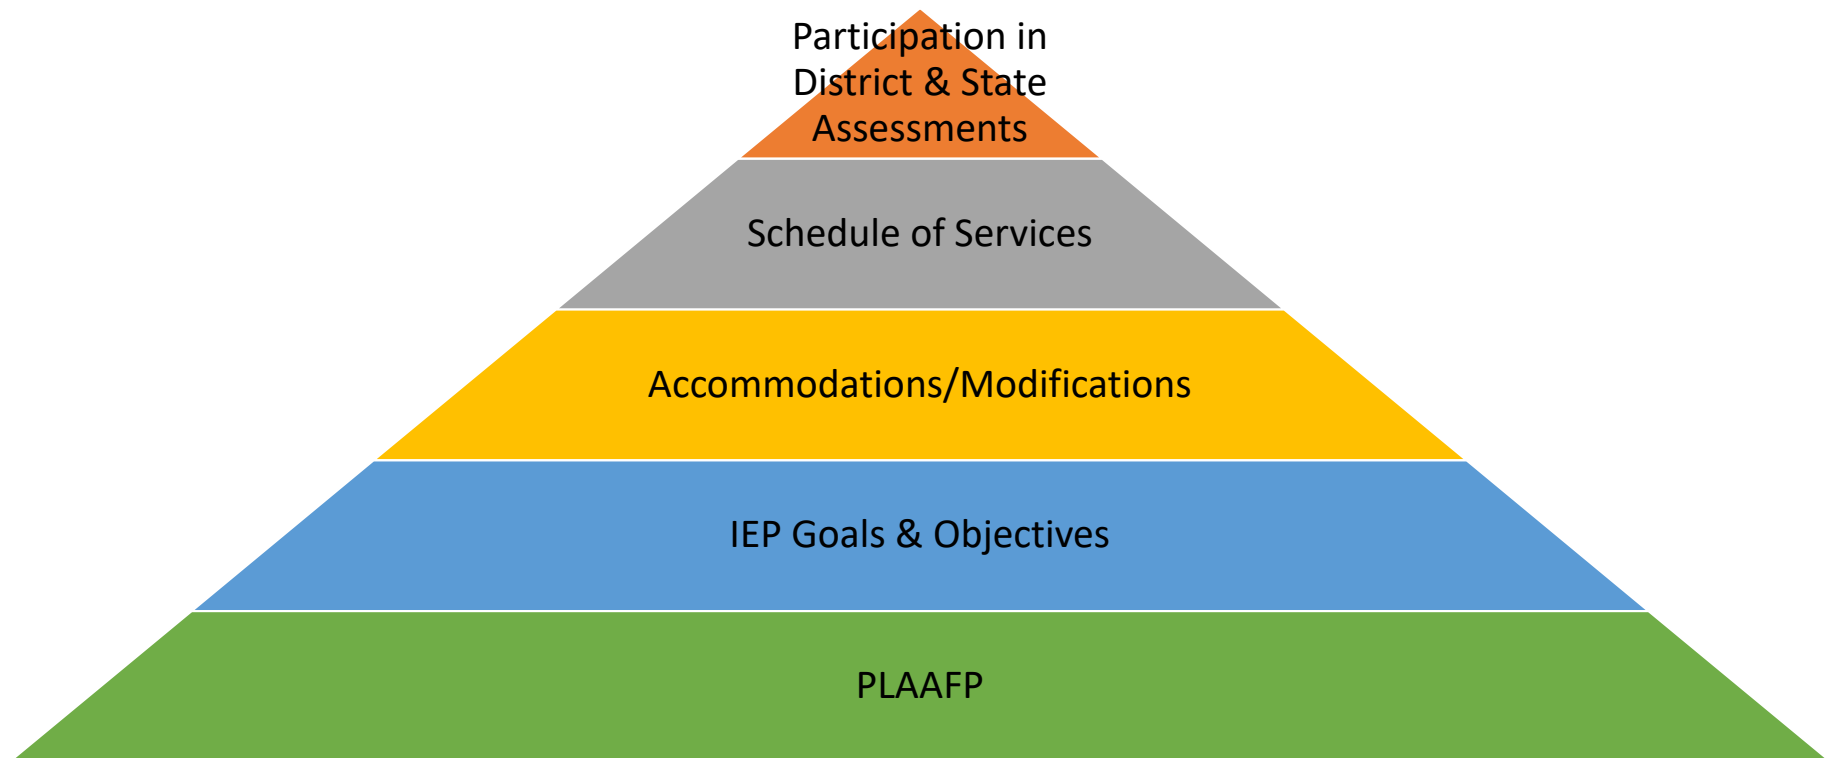 Participation in
District & State
Assessments
Schedule of Services
Accommodations/Modifications
IEP Goals & Objectives
PLAAFP